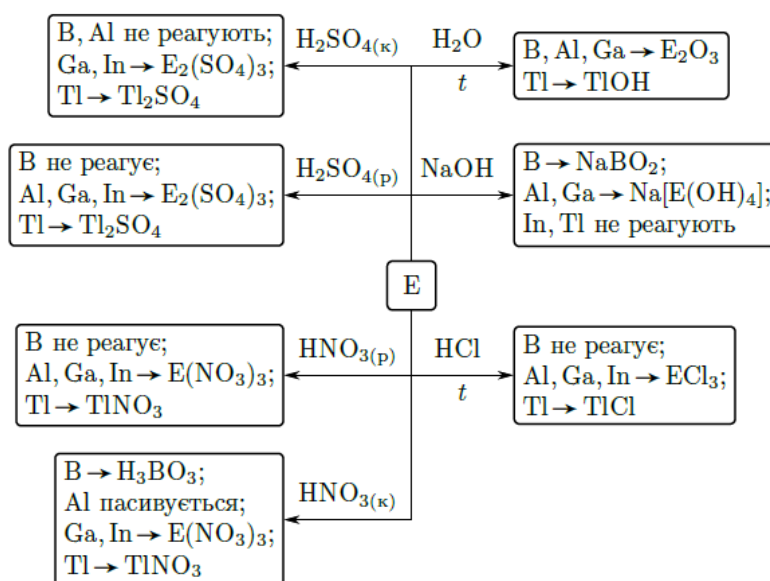 B, Al не реагують;
Ga, In → E₂(SO₄)₃;
Tl → Tl₂SO₄
H₂SO₄₍к₎
H₂O
t
B, Al, Ga → E₂O₃
Tl → TlOH
В не реагує;
Al, Ga, In → E₂(SO₄)₃;
Tl → Tl₂SO₄
H₂SO₄₍р₎
NaOH
B → NaBO₂;
Al, Ga → Na[E(OH)₄];
In, Tl не реагують
E
В не реагує;
Al, Ga, In → E(NO₃)₃;
Tl → TlNO₃
HNO₃₍р₎
HCl
t
В не реагує;
Al, Ga, In → ECl₃;
Tl → TlCl
B → H₃BO₃;
Al пасивується;
Ga, In → E(NO₃)₃;
Tl → TlNO₃
HNO₃₍к₎